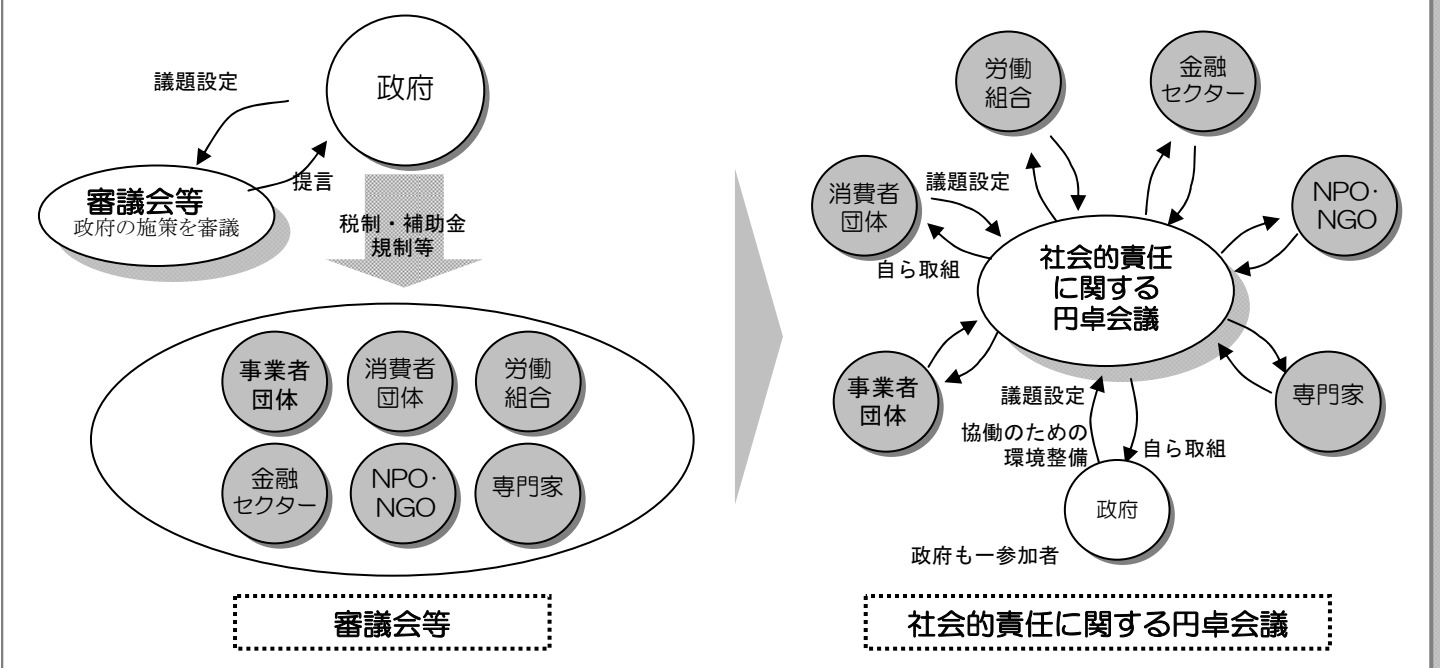 政府
議題設定
提言
審議会等
政府の施策を審議
税制・補助金
規制等
事業者
団体
消費者
団体
労働
組合
金融
セクター
NPO・
NGO
専門家
審議会等
労働
組合
金融
セクター
消費者
団体
議題設定
自ら取組
NPO・
NGO
社会的責任
に関する
円卓会議
事業者
団体
専門家
議題設定
協働のための
環境整備
自ら取組
政府
政府も一参加者
社会的責任に関する円卓会議